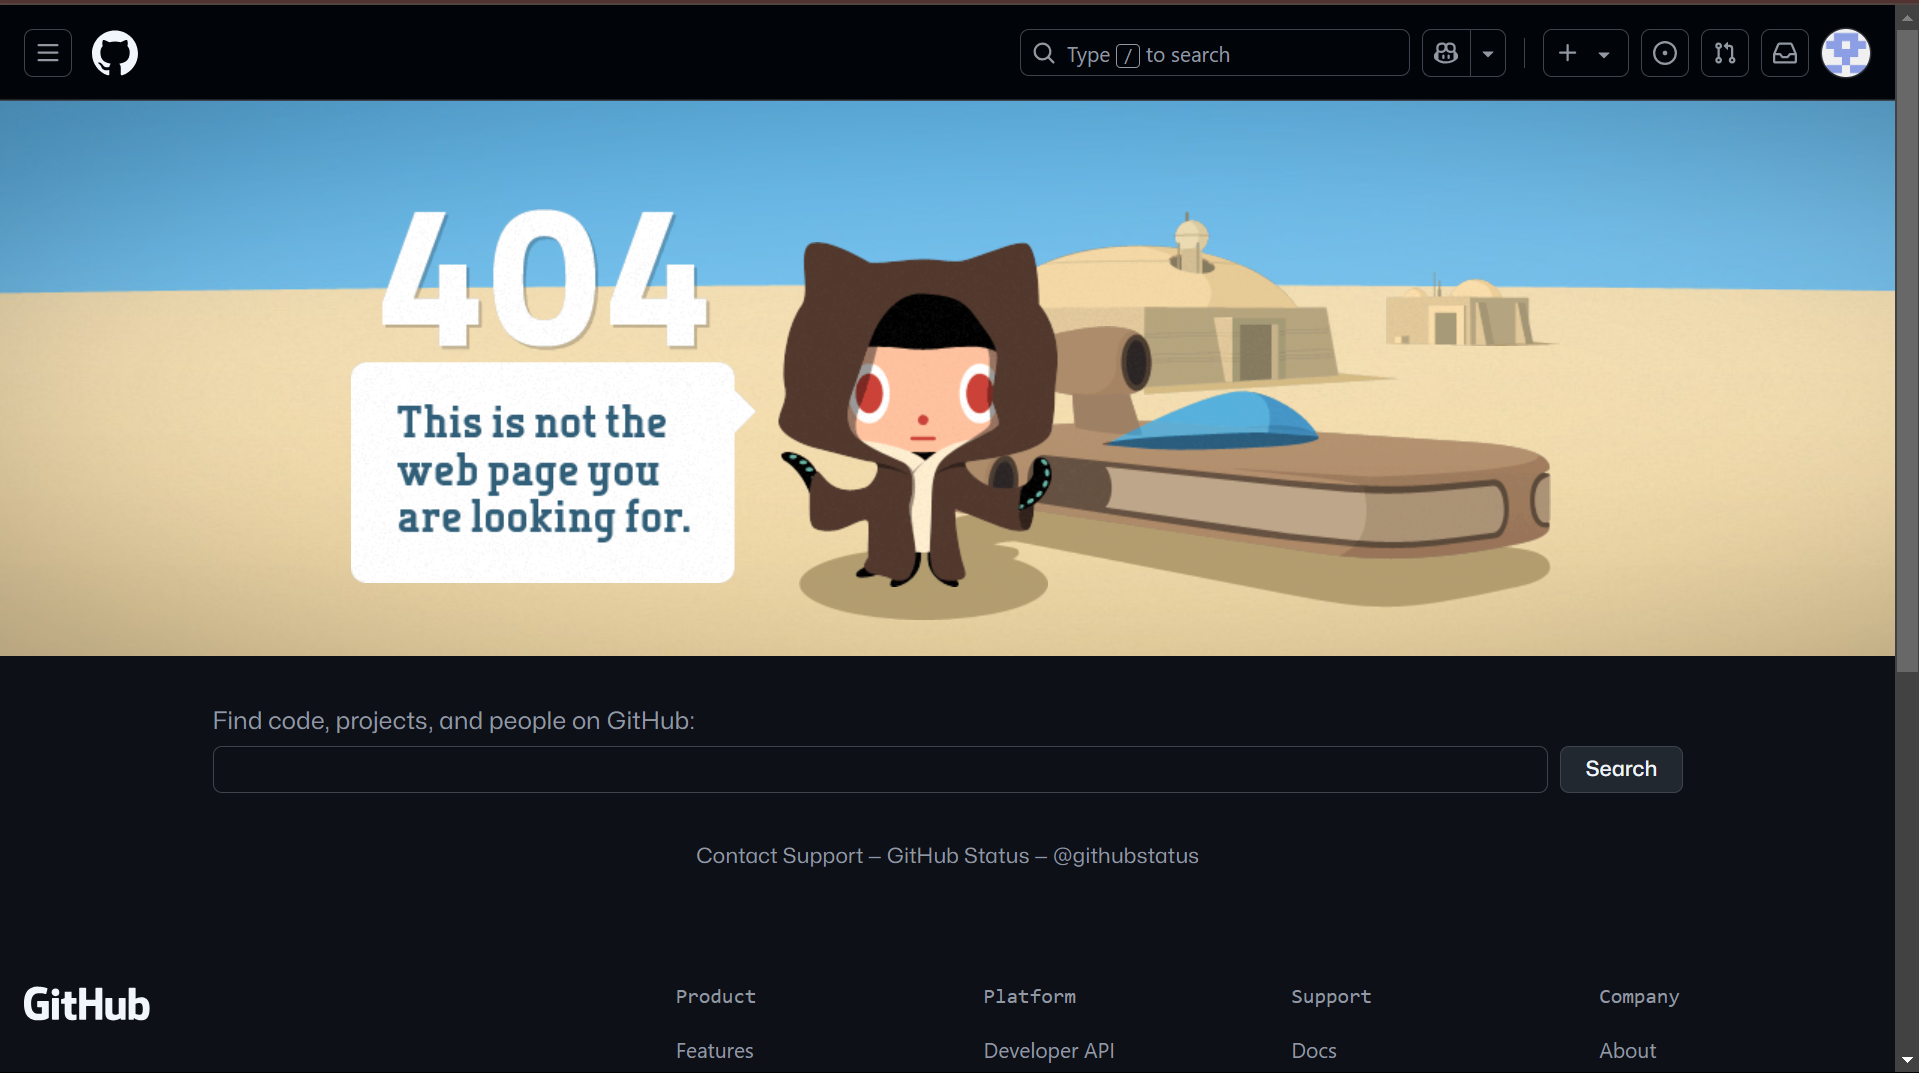 Type / to search
404
This is not the
web page you
are looking for.
Find code, projects, and people on GitHub:
Search
Contact Support — GitHub Status — @githubstatus
GitHub
Product
Platform
Support
Company
Features
Developer API
Docs
About